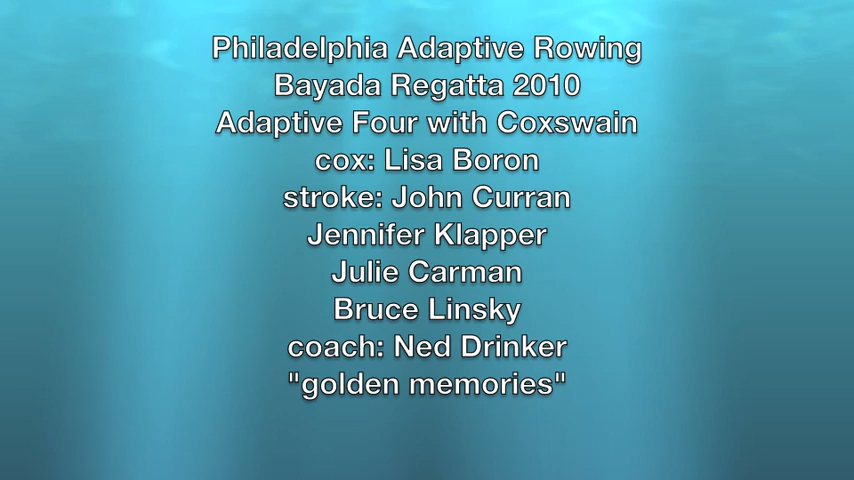 Philadelphia Adaptive Rowing
Bayada Regatta 2010
Adaptive Four with Coxswain
cox: Lisa Boron
stroke: John Curran
Jennifer Klapper
Julie Carman
Bruce Linsky
coach: Ned Drinker
"golden memories"